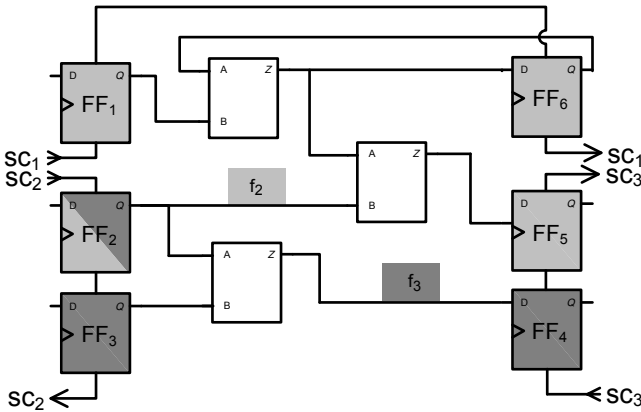 D Q
FF1
A Z
B
D Q
FF6
SC1
SC1
SC2
SC3
A Z
B
f2
D Q
FF2
D Q
FF5
A Z
B
f3
D Q
FF3
D Q
FF4
SC2
SC3